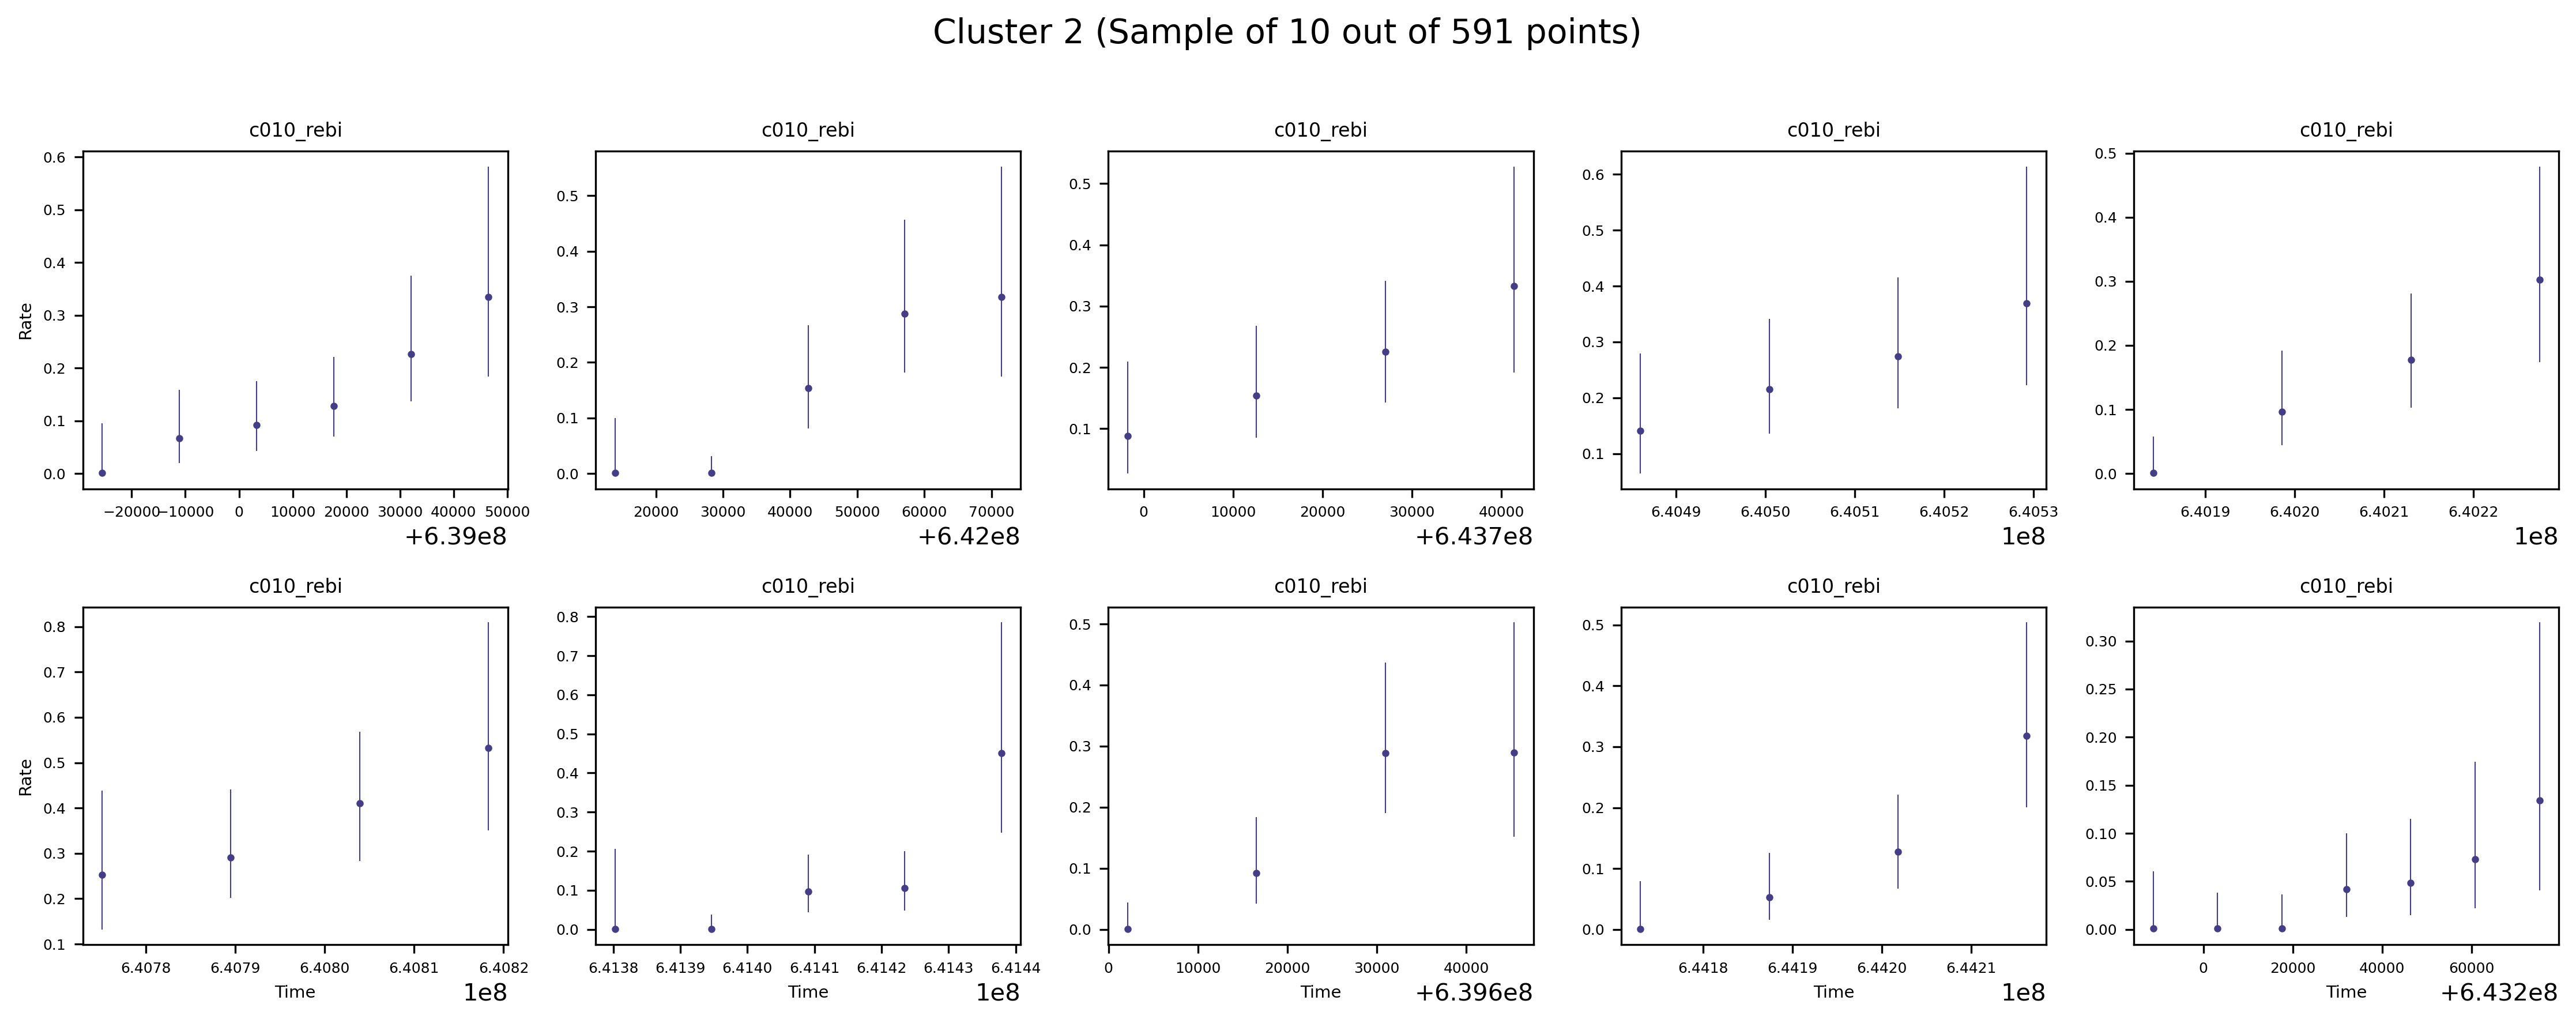 Cluster 2 (Sample of 10 out of 591 points)
c010_rebi c010_rebi c010_rebi c010_rebi c010_rebi
Rate
0.6 0.5 0.4 0.3 0.2 0.1 0.0
−20000 −10000 0 10000 20000 30000 40000 50000
+6.39e8
0.5 0.4 0.3 0.2 0.1 0.0
20000 30000 40000 50000 60000 70000
+6.42e8
0.5 0.4 0.3 0.2 0.1
0 10000 20000 30000 40000
+6.437e8
0.6 0.5 0.4 0.3 0.2 0.1
6.4049 6.4050 6.4051 6.4052 6.4053
1e8
0.5 0.4 0.3 0.2 0.1 0.0
6.4019 6.4020 6.4021 6.4022
1e8
c010_rebi c010_rebi c010_rebi c010_rebi c010_rebi
Rate
0.8 0.7 0.6 0.5 0.4 0.3 0.2 0.1
6.4078 6.4079 6.4080 6.4081 6.4082
Time 1e8
0.8 0.7 0.6 0.5 0.4 0.3 0.2 0.1 0.0
6.4138 6.4139 6.4140 6.4141 6.4142 6.4143 6.4144
Time 1e8
0.5 0.4 0.3 0.2 0.1 0.0
0 10000 20000 30000 40000
Time +6.396e8
0.5 0.4 0.3 0.2 0.1 0.0
6.4418 6.4419 6.4420 6.4421
Time 1e8
0.30 0.25 0.20 0.15 0.10 0.05 0.00
0 20000 40000 60000
Time +6.432e8